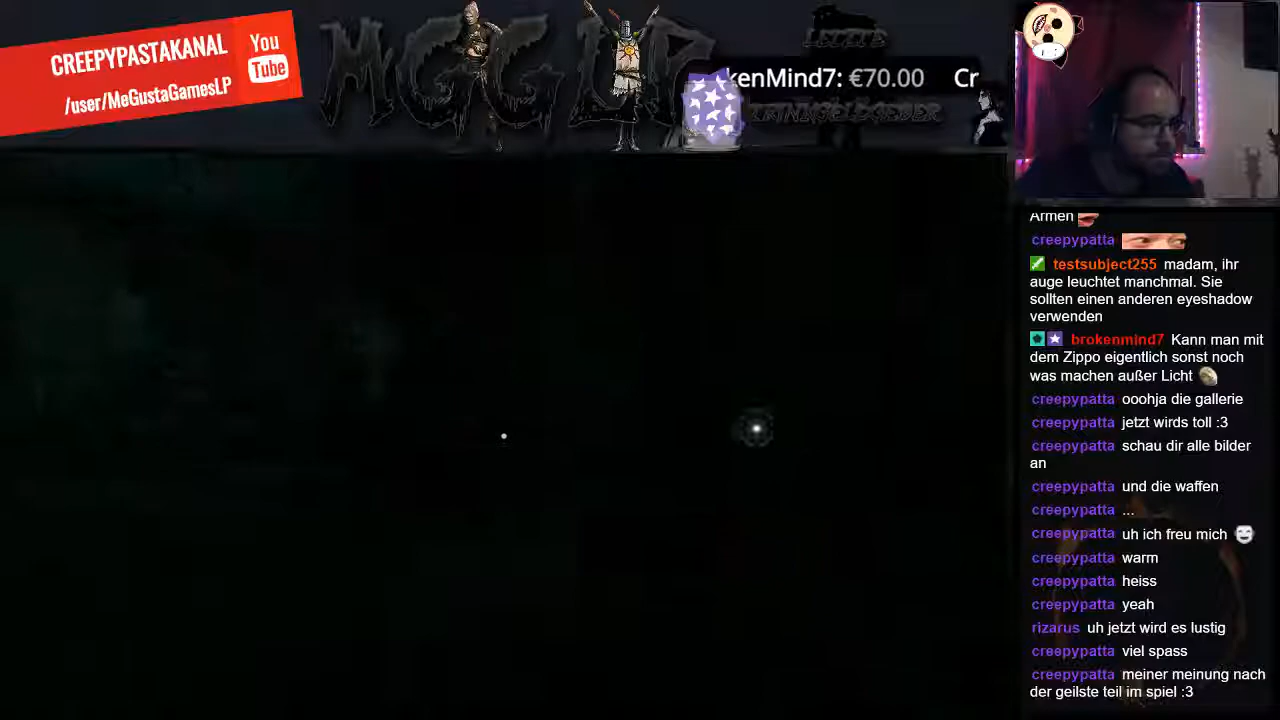 CREEPYPASTAKANAL
You
Tube
/user/MeGustaGamesLP
MGGLP
LETZTE
kenMind7: €70.00 Cr
Armen
creepypatta
testsubject255 madam, ihr
auge leuchtet manchmal. Sie
sollten einen anderen eyeshadow
verwenden
brokenmind7 Kann man mit
dem Zippo eigentlich sonst noch
was machen außer Licht
creepypatta ooohja die gallerie
creepypatta jetzt wirds toll :3
creepypatta schau dir alle bilder
an
creepypatta und die waffen
creepypatta ...
creepypatta uh ich freu mich
creepypatta warm
creepypatta heiss
creepypatta yeah
rizarus uh jetzt wird es lustig
creepypatta viel spass
creepypatta meiner meinung nach
der geilste teil im spiel :3